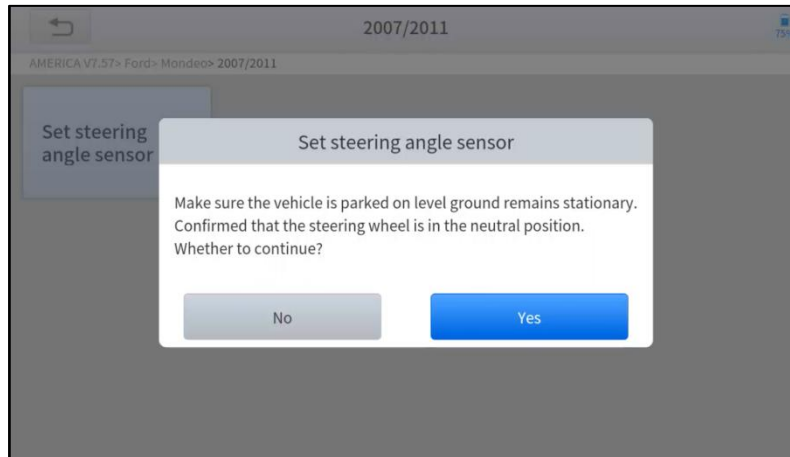 2007/2011
75%
AMERICA V7.57> Ford> Mondeo> 2007/2011
Set steering
angle sensor
Set steering angle sensor
Make sure the vehicle is parked on level ground remains stationary.
Confirmed that the steering wheel is in the neutral position.
Whether to continue?
No
Yes